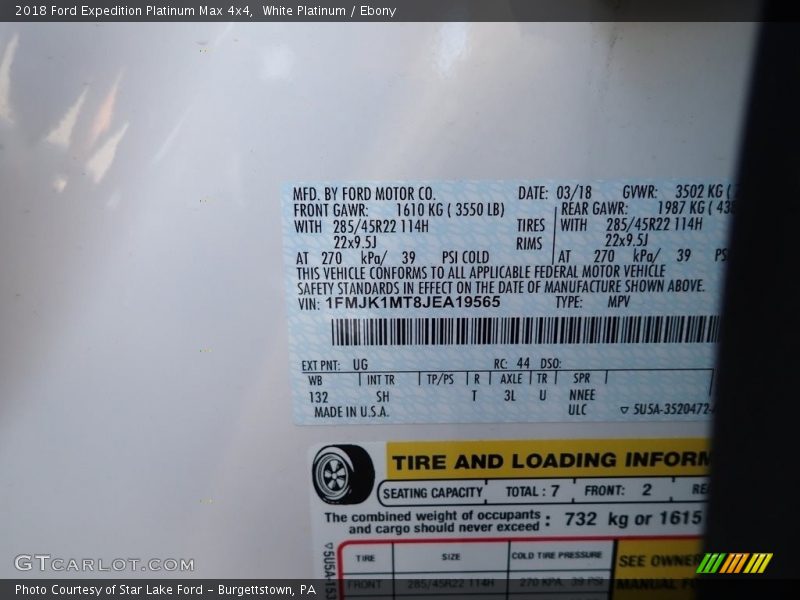 2018 Ford Expedition Platinum Max 4x4, White Platinum / Ebony
MFD. BY FORD MOTOR CO. DATE: 03/18 GVWR: 3502 KG (
FRONT GAWR: 1610 KG ( 3550 LB) REAR GAWR: 1987 KG (
WITH 285/45R22 114H TIRES WITH 285/45R22 114H
22x9.5J RIMS 22x9.5J
AT 270 kPa/ 39 PSI COLD AT 270 kPa/ 39
THIS VEHICLE CONFORMS TO ALL APPLICABLE FEDERAL MOTOR VEHICLE
SAFETY STANDARDS IN EFFECT ON THE DATE OF MANUFACTURE SHOWN ABOVE.
VIN: 1FMJK1MT8JEA19565 TYPE: MPV
EXT PNT: UG RC: 44 DSO:
WB INT TR TP/PS R AXLE TR SPR
132 SH T 3L U NNEE
MADE IN U.S.A. ULC ▽ 5U5A-3520472-
TIRE AND LOADING INFORM
SEATING CAPACITY TOTAL: 7 FRONT: 2
The combined weight of occupants and cargo should never exceed : 732 kg or 1615
TIRE SIZE COLD TIRE PRESSURE SEE OWNER
FRONT 285/45R22 114H 270 KPA, 39 PSI MANUAL
GTCARLOT.COM
Photo Courtesy of Star Lake Ford - Burgettstown, PA